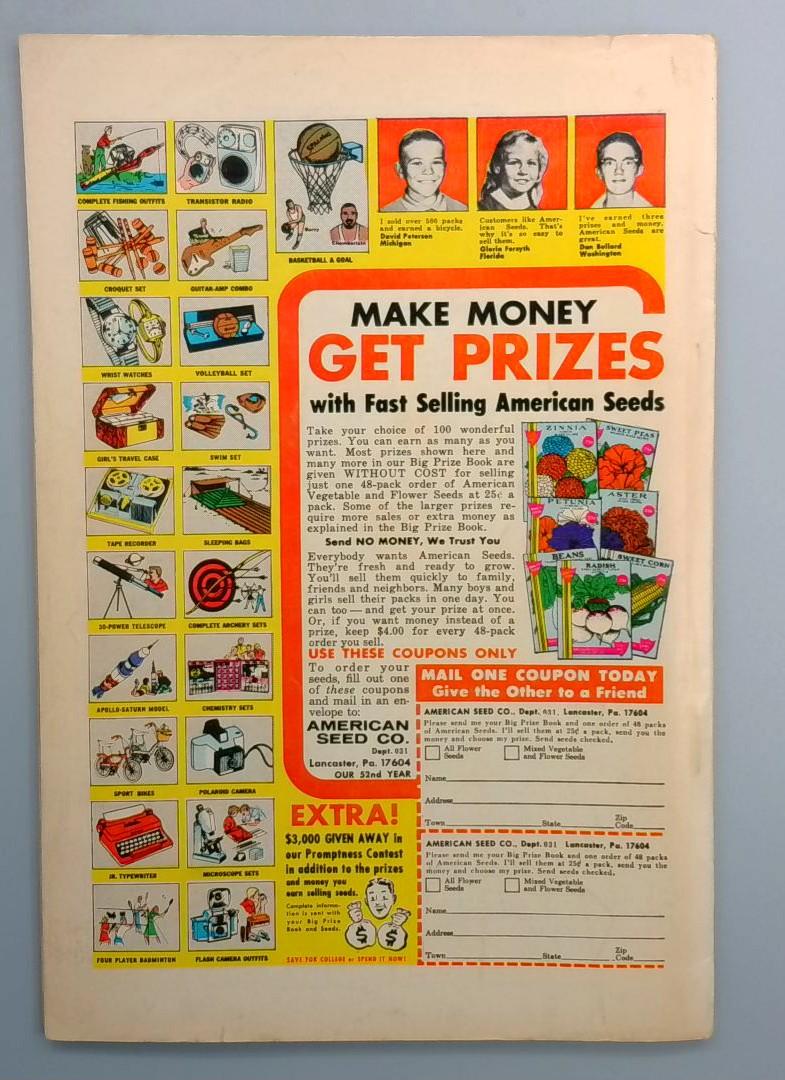 COMPLETE FISHING OUTFITS
TRANSISTOR RADIO
SPALDING
Barry
Chamberlain
BASKETBALL & GOAL
CROQUET SET
GUITAR-AMP COMBO
WRIST WATCHES
VOLLEYBALL SET
GIRL'S TRAVEL CASE
SWIM SET
TAPE RECORDER
SLEEPING BAGS
30-POWER TELESCOPE
COMPLETE ARCHERY SETS
APOLLO-SATURN MODEL
CHEMISTRY SETS
SPORT BIKES
POLAROID CAMERA
JR. TYPEWRITER
MICROSCOPE SETS
FOUR PLAYER BADMINTON
FLASH CAMERA OUTFITS
I sold over 586 packs
and earned a bicycle.
David Peterson
Michigan
Customers like Amer-
ican Seeds. That's
why it's so easy to
sell them.
Gloria Forsyth
Florida
I've earned three
prizes and money.
American Seeds are
great.
Dan Bollard
Washington
MAKE MONEY
GET PRIZES
with Fast Selling American Seeds
Take your choice of 100 wonderful
prizes. You can earn as many as you
want. Most prizes shown here and
many more in our Big Prize Book are
given WITHOUT COST for selling
just one 48-pack order of American
Vegetable and Flower Seeds at 25¢ a
pack. Some of the larger prizes re-
quire more sales or extra money as
explained in the Big Prize Book.
Send NO MONEY, We Trust You
Everybody wants American Seeds.
They're fresh and ready to grow.
You'll sell them quickly to family,
friends and neighbors. Many boys and
girls sell their packs in one day. You
can too — and get your prize at once.
Or, if you want money instead of a
prize, keep $4.00 for every 48-pack
order you sell.
ZINNIA
SWEET PEAS
PETUNIA
ASTER
BEANS
RADISH
SWEET CORN
USE THESE COUPONS ONLY
To order your
seeds, fill out one
of these coupons
and mail in an en-
velope to:
AMERICAN
SEED CO.
Dept. 031
Lancaster, Pa. 17604
OUR 52nd YEAR
EXTRA!
$3,000 GIVEN AWAY in
our Promptness Contest
in addition to the prizes
and money you
earn selling seeds.
Complete informa-
tion is sent with
your Big Prize
Book and Seeds.
$ $
SAVE FOR COLLEGE or SPEND IT NOW!
MAIL ONE COUPON TODAY
Give the Other to a Friend
AMERICAN SEED CO., Dept. 031, Lancaster, Pa. 17604
Please send me your Big Prize Book and one order of 48 packs
of American Seeds. I'll sell them at 25¢ a pack, send you the
money and choose my prize. Send seeds checked.
All Flower
Seeds
Mixed Vegetable
and Flower Seeds
Name
Address
Town State Zip
Code
AMERICAN SEED CO., Dept. 031 Lancaster, Pa. 17604
Please send me your Big Prize Book and one order of 48 packs
of American Seeds. I'll sell them at 25¢ a pack, send you the
money and choose my prize. Send seeds checked.
All Flower
Seeds
Mixed Vegetable
and Flower Seeds
Name
Address
Town State Zip
Code